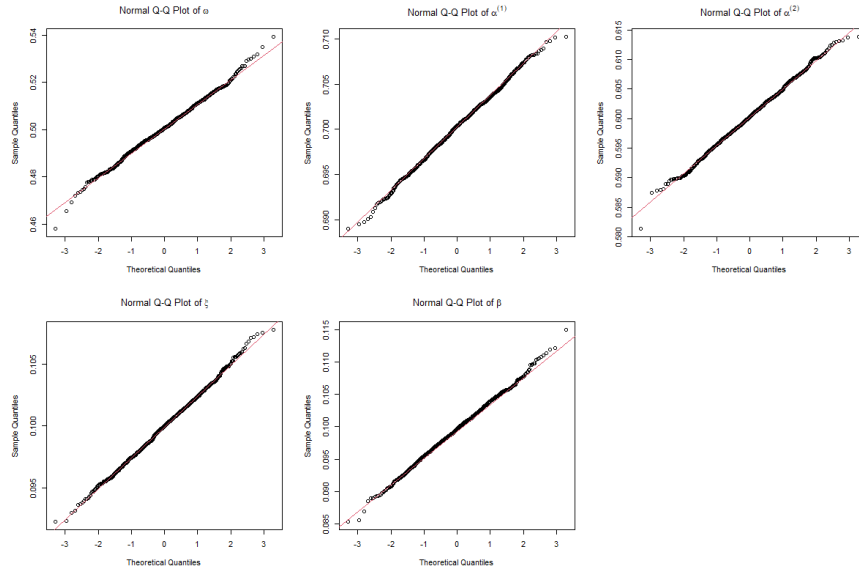 Normal Q-Q Plot of ω
Sample Quantiles
0.46 0.48 0.50 0.52 0.54
-3 -2 -1 0 1 2 3
Theoretical Quantiles
Normal Q-Q Plot of α(1)
Sample Quantiles
0.690 0.695 0.700 0.705 0.710
-3 -2 -1 0 1 2 3
Theoretical Quantiles
Normal Q-Q Plot of α(2)
Sample Quantiles
0.580 0.585 0.590 0.595 0.600 0.605 0.610 0.615
-3 -2 -1 0 1 2 3
Theoretical Quantiles
Normal Q-Q Plot of ξ
Sample Quantiles
0.095 0.100 0.105
-3 -2 -1 0 1 2 3
Theoretical Quantiles
Normal Q-Q Plot of β
Sample Quantiles
0.085 0.090 0.095 0.100 0.105 0.110 0.115
-3 -2 -1 0 1 2 3
Theoretical Quantiles